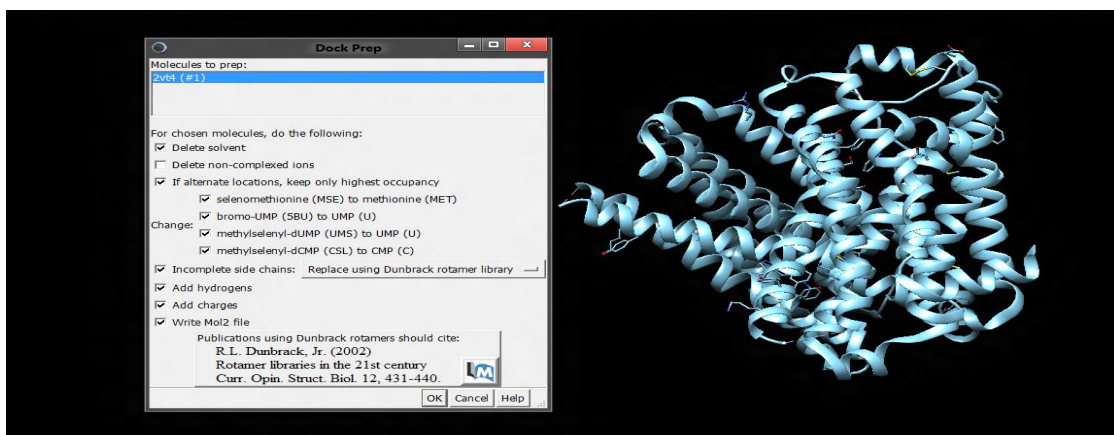 Dock Prep
Molecules to prep:
2vt4 (#1)
For chosen molecules, do the following:
Delete solvent
Delete non-complexed ions
If alternate locations, keep only highest occupancy
selenomethionine (MSE) to methionine (MET)
bromo-UMP (5BU) to UMP (U)
Change:
methylselenyl-dUMP (UMS) to UMP (U)
methylselenyl-dCMP (CSL) to CMP (C)
Incomplete side chains: Replace using Dunbrack rotamer library
Add hydrogens
Add charges
Write Mol2 file
Publications using Dunbrack rotamers should cite:
R.L. Dunbrack, Jr. (2002)
Rotamer libraries in the 21st century
Curr. Opin. Struct. Biol. 12, 431-440.
OK Cancel Help